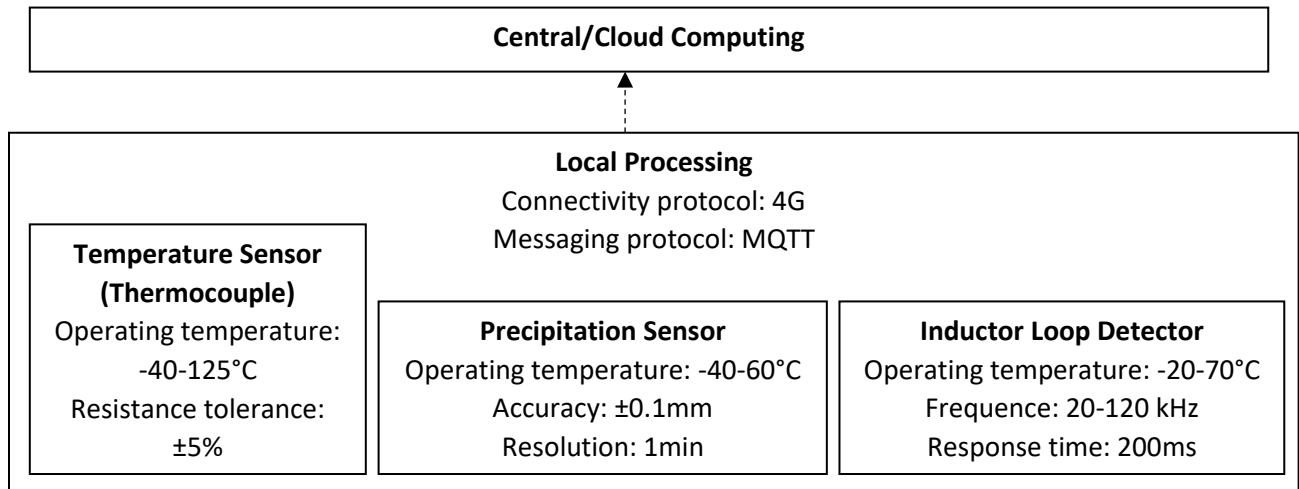 Central/Cloud Computing
Local Processing
Connectivity protocol: 4G
Messaging protocol: MQTT
Temperature Sensor
(Thermocouple)
Operating temperature:
-40-125°C
Resistance tolerance:
±5%
Precipitation Sensor
Operating temperature: -40-60°C
Accuracy: ±0.1mm
Resolution: 1min
Inductor Loop Detector
Operating temperature: -20-70°C
Frequence: 20-120 kHz
Response time: 200ms